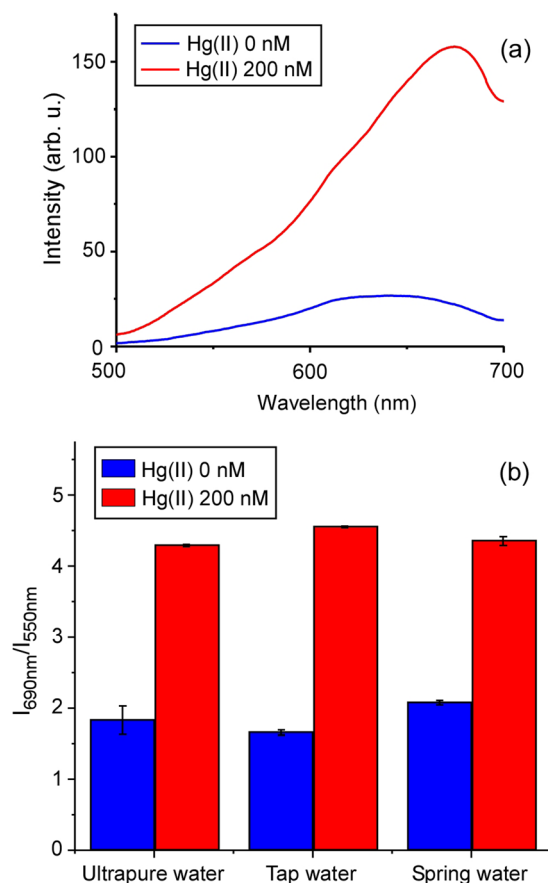 Hg(II) 0 nM
Hg(II) 200 nM
(a)
Intensity (arb. u.)
150
100
50
0
500
600
700
Wavelength (nm)
Hg(II) 0 nM
Hg(II) 200 nM
(b)
I690nm/I550nm
5
4
3
2
1
0
Ultrapure water
Tap water
Spring water